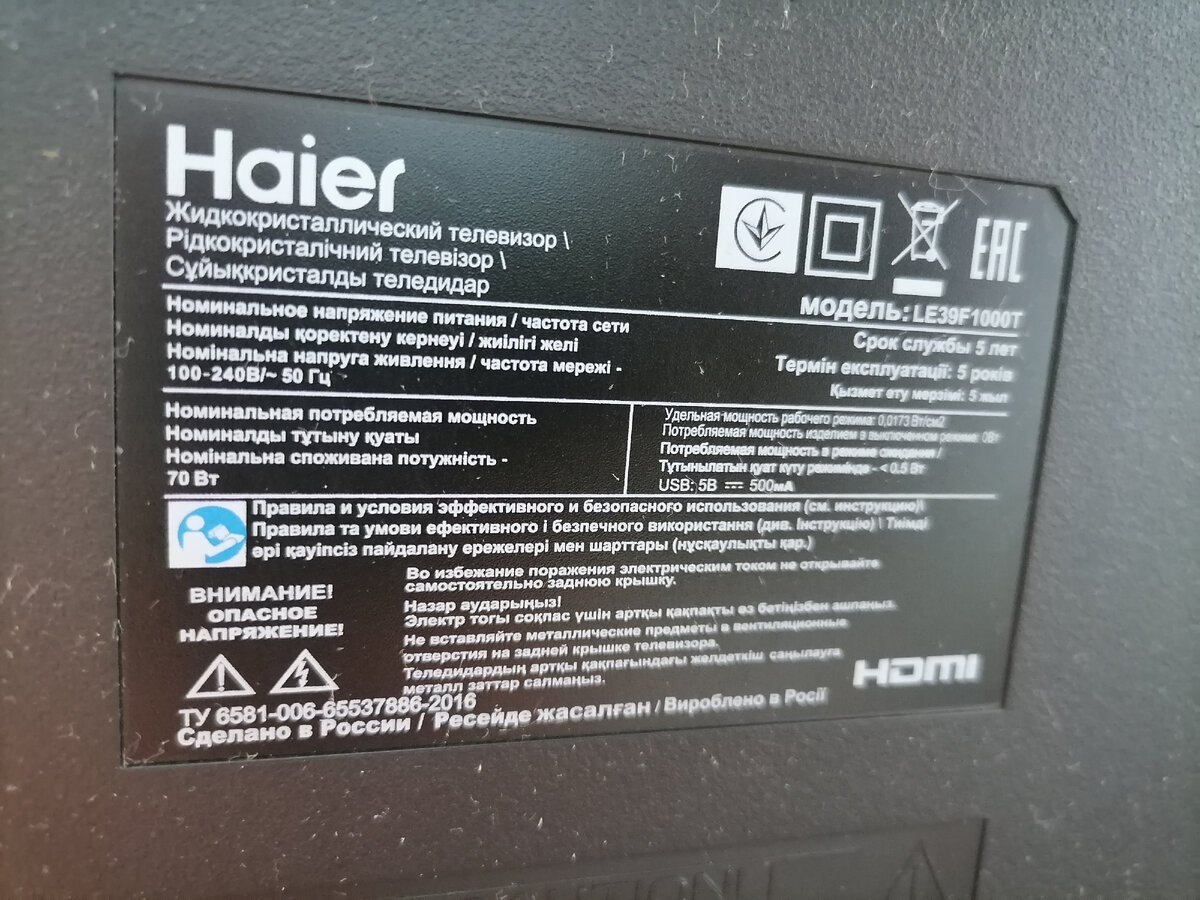 Haier
Жидкокристаллический телевизор \
Рідкокристалічний телевізор \
Сұйыққристалды теледидар
EAC
модель: LE39F1000T
Номинальное напряжение питания / частота сети
Номиналды қоректену кернеуі / жиілігі желі
Номінальна напруга живлення / частота мережі -
100-240В/~ 50 Гц
Срок службы 5 лет
Термін експлуатації: 5 років
Қызмет ету мерзімі: 5 жыл
Номинальная потребляемая мощность
Номиналды тұтыну қуаты
Номінальна споживана потужність -
70 Вт
Удельная мощность рабочего режима: 0,0173 Вт/см2
Потребляемая мощность изделием в выключенном режиме: 0Вт
Потребляемая мощность в режиме ожидания /
Тұтынылатын қуат күту режимінде - < 0.5 Вт
USB: 5В ⎓ 500мА
Правила и условия эффективного и безопасного использования (см. инструкцию)\
Правила та умови ефективного і безпечного використання (див. Інструкцію) \ Тиімді
әрі қауіпсіз пайдалану ережелері мен шарттары (нұсқаулықты қар.)
ВНИМАНИЕ!
ОПАСНОЕ
НАПРЯЖЕНИЕ!
Во избежание поражения электрическим током не открывайте
самостоятельно заднюю крышку.
Назар аударыңыз!
Электр тогы соқпас үшін артқы қақпақты өз бетіңізбен ашпаңыз.
Не вставляйте металлические предметы в вентиляционные
отверстия на задней крышке телевизора.
Теледидардың артқы қақпағындағы желдеткіш саңылауға
металл заттар салмаңыз.
HDMI
ТУ 6581-006-65537886-2016
Сделано в России / Ресейде жасалған / Вироблено в Росії